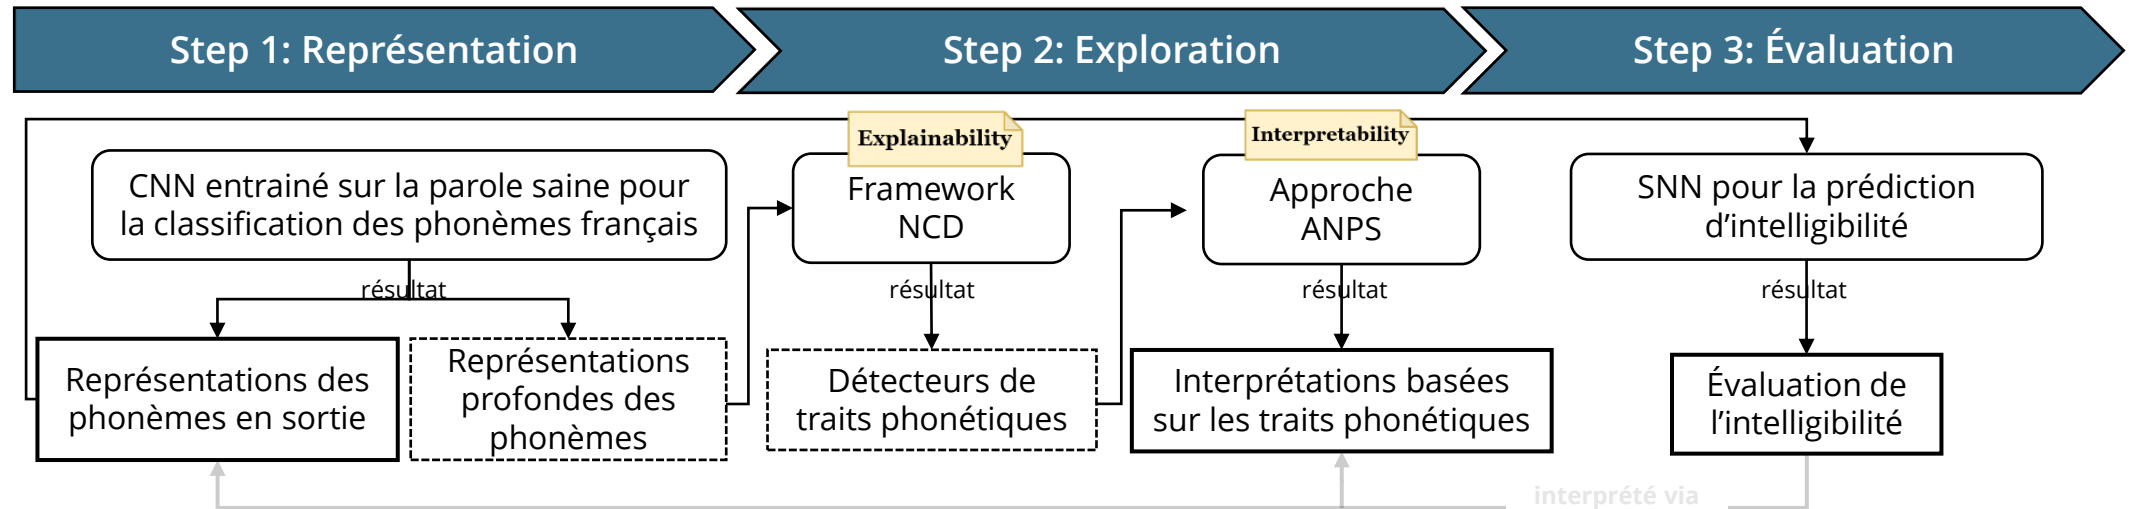 Step 1: Représentation
Step 2: Exploration
Step 3: Évaluation
Explainability
Interpretability
CNN entrainé sur la parole saine pour
la classification des phonèmes français
Framework
NCD
Approche
ANPS
SNN pour la prédiction
d’intelligibilité
résultat
résultat
résultat
résultat
Représentations des
phonèmes en sortie
Représentations
profondes des
phonèmes
Détecteurs de
traits phonétiques
Interprétations basées
sur les traits phonétiques
Évaluation de
l’intelligibilité
interprété via